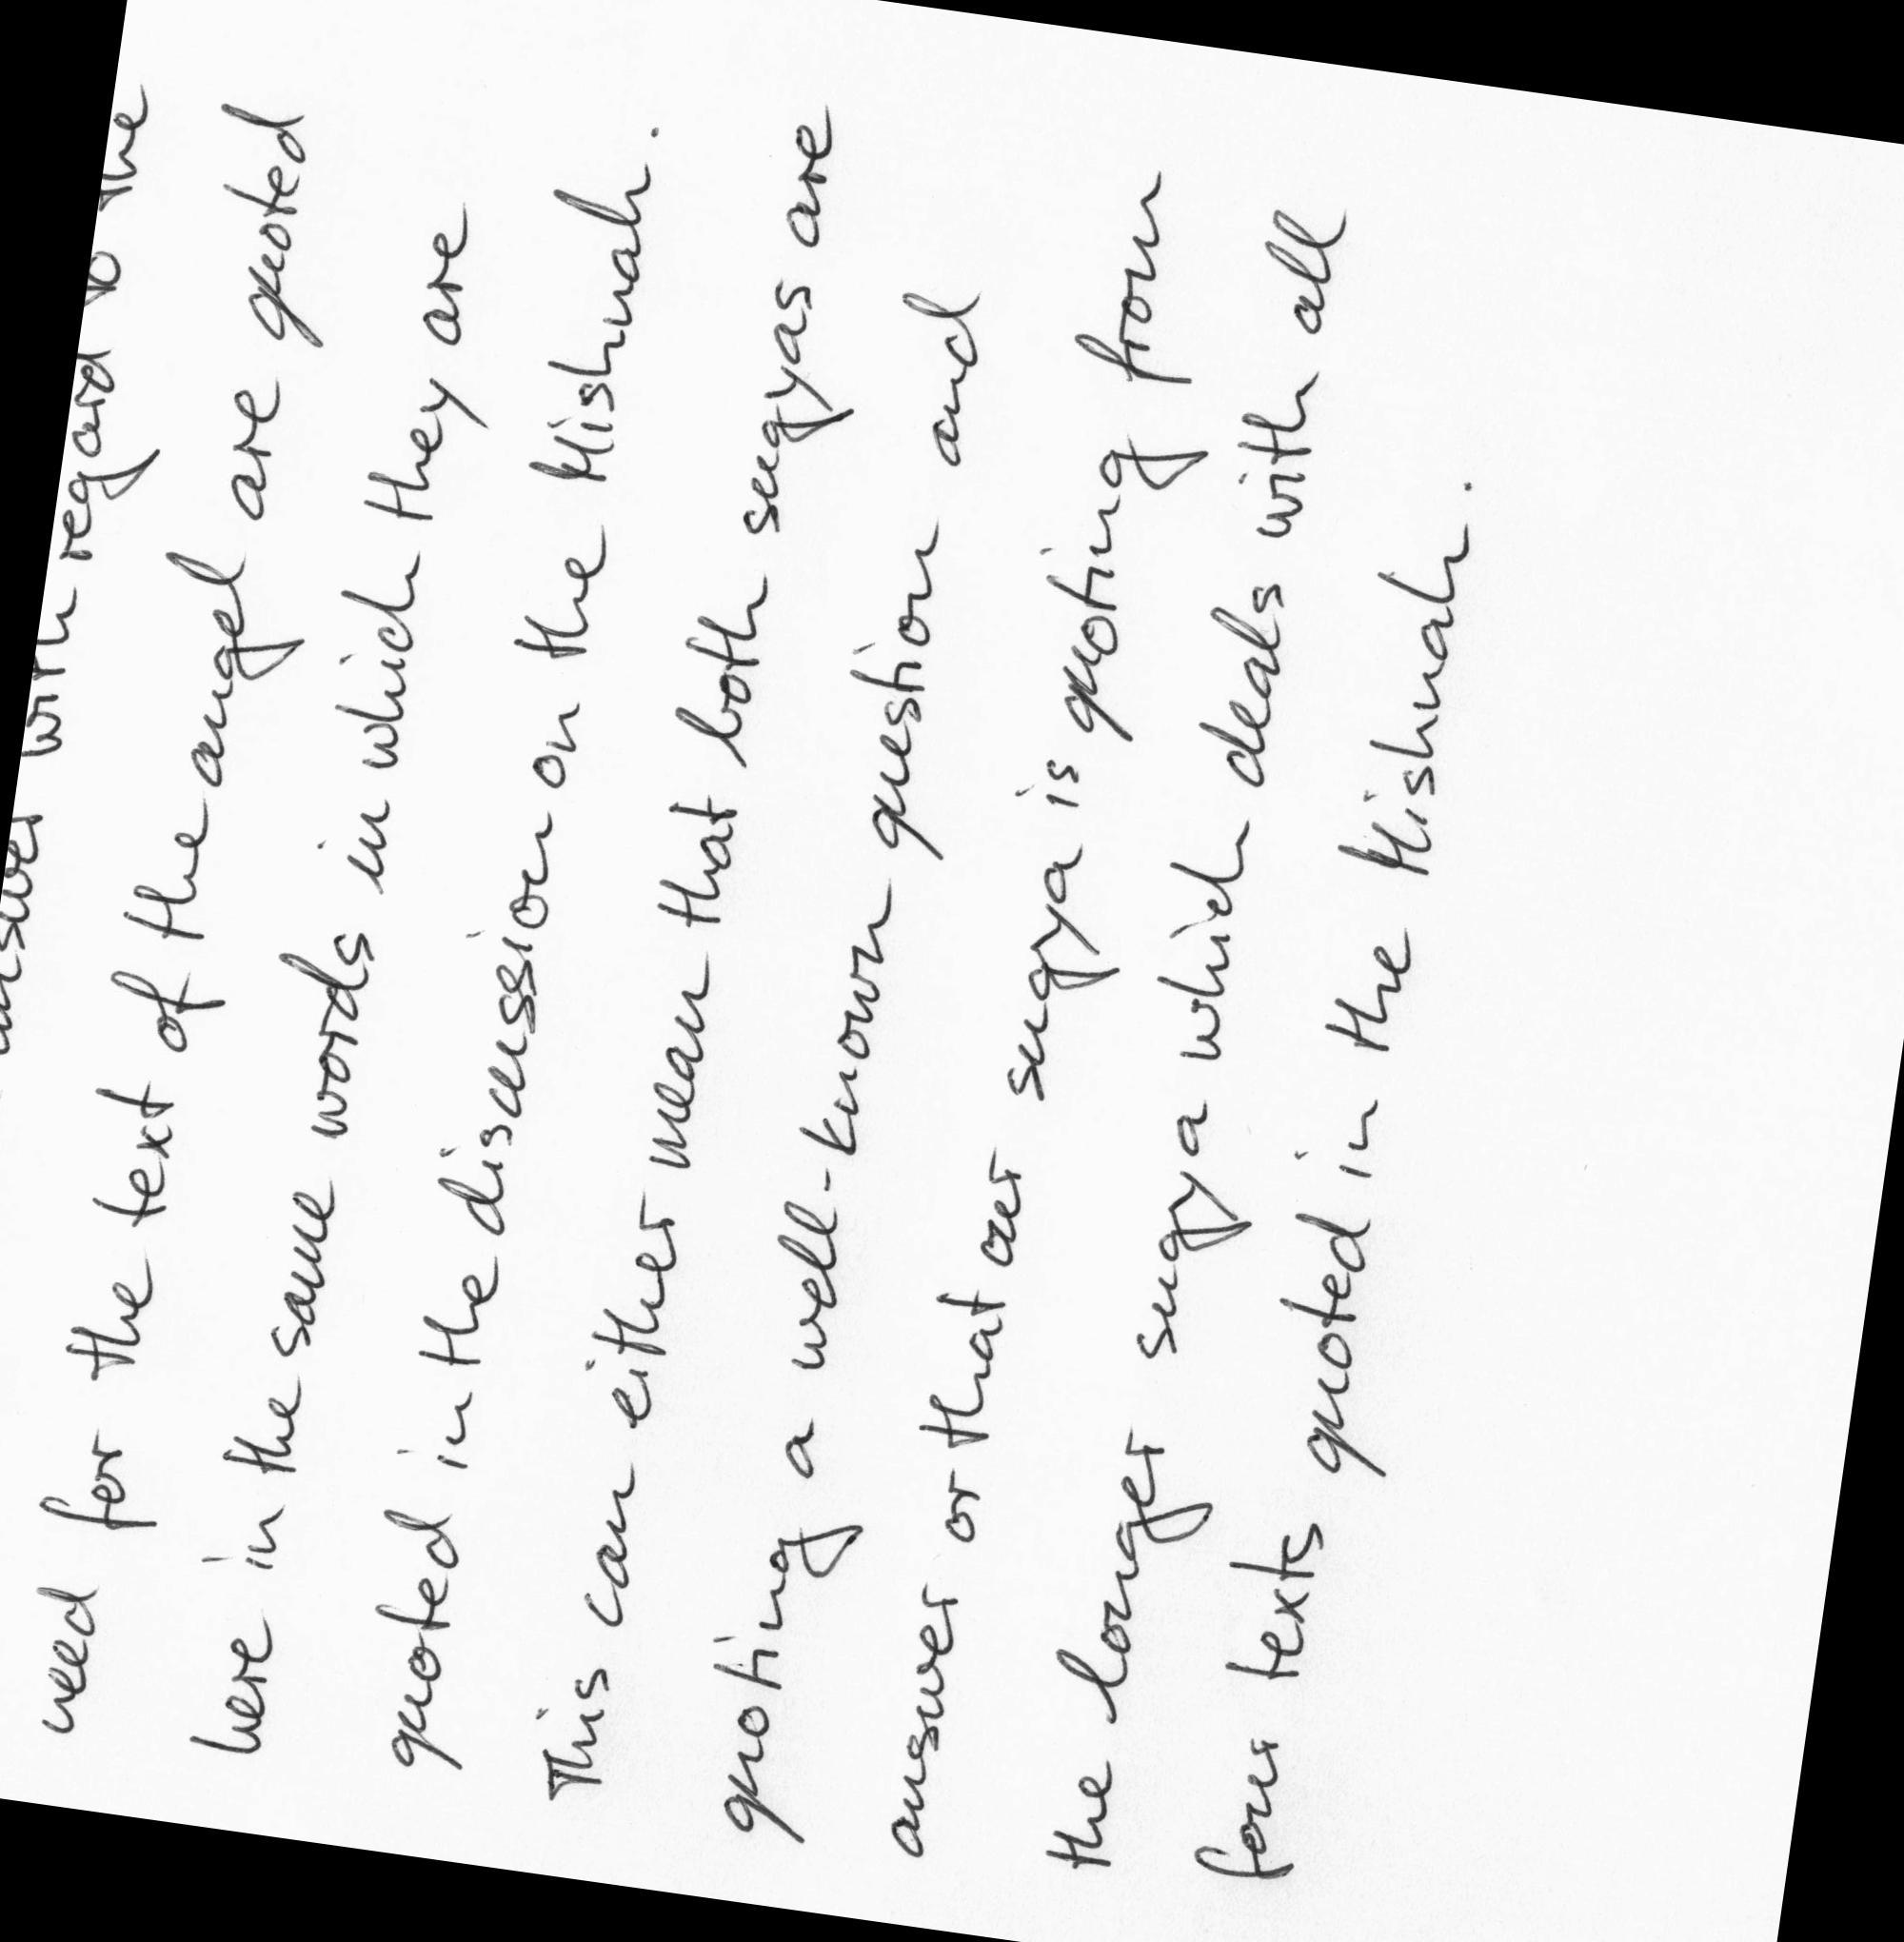 answer with regard to the
need for the text of the angel are quoted
here in the same words in which they are
quoted in the discussion on the Mishnah.
This can either mean that both sugyas are
quoting a well-known question and
answer or that our sugya is quoting from
the longer sugya which deals with all
four texts quoted in the Mishnah.